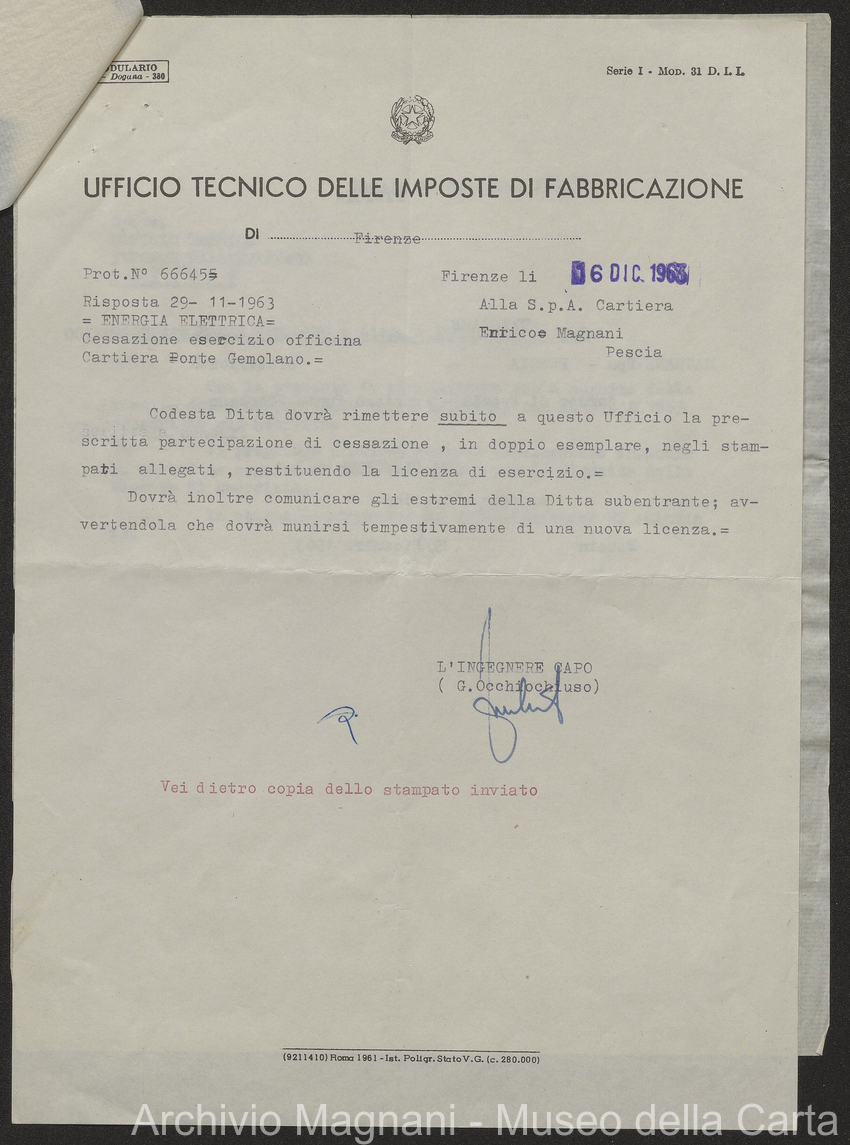 DULARIO
- Dogana - 380
Serie I - Mod. 31 D. I. I.
UFFICIO TECNICO DELLE IMPOSTE DI FABBRICAZIONE
DI Firenze
Prot.N° 666455
Firenze li 16 DIC. 1963
Risposta 29- 11-1963
= ENERGIA ELETTRICA=
Cessazione esercizio officina
Cartiera Ponte Gemolano.=
Alla S.p.A. Cartiera
Enrico Magnani
Pescia
Codesta Ditta dovrà rimettere subito a questo Ufficio la pre-
scritta partecipazione di cessazione , in doppio esemplare, negli stam-
pati allegati , restituendo la licenza di esercizio.=
Dovrà inoltre comunicare gli estremi della Ditta subentrante; av-
vertendola che dovrà munirsi tempestivamente di una nuova licenza.=
L'INGEGNERE CAPO
( G.Occhiochiuso)
Vei dietro copia dello stampato inviato
(9211410) Roma 1961 - Ist. Poligr. Stato V.G. (c. 280.000)
Archivio Magnani - Museo della Carta